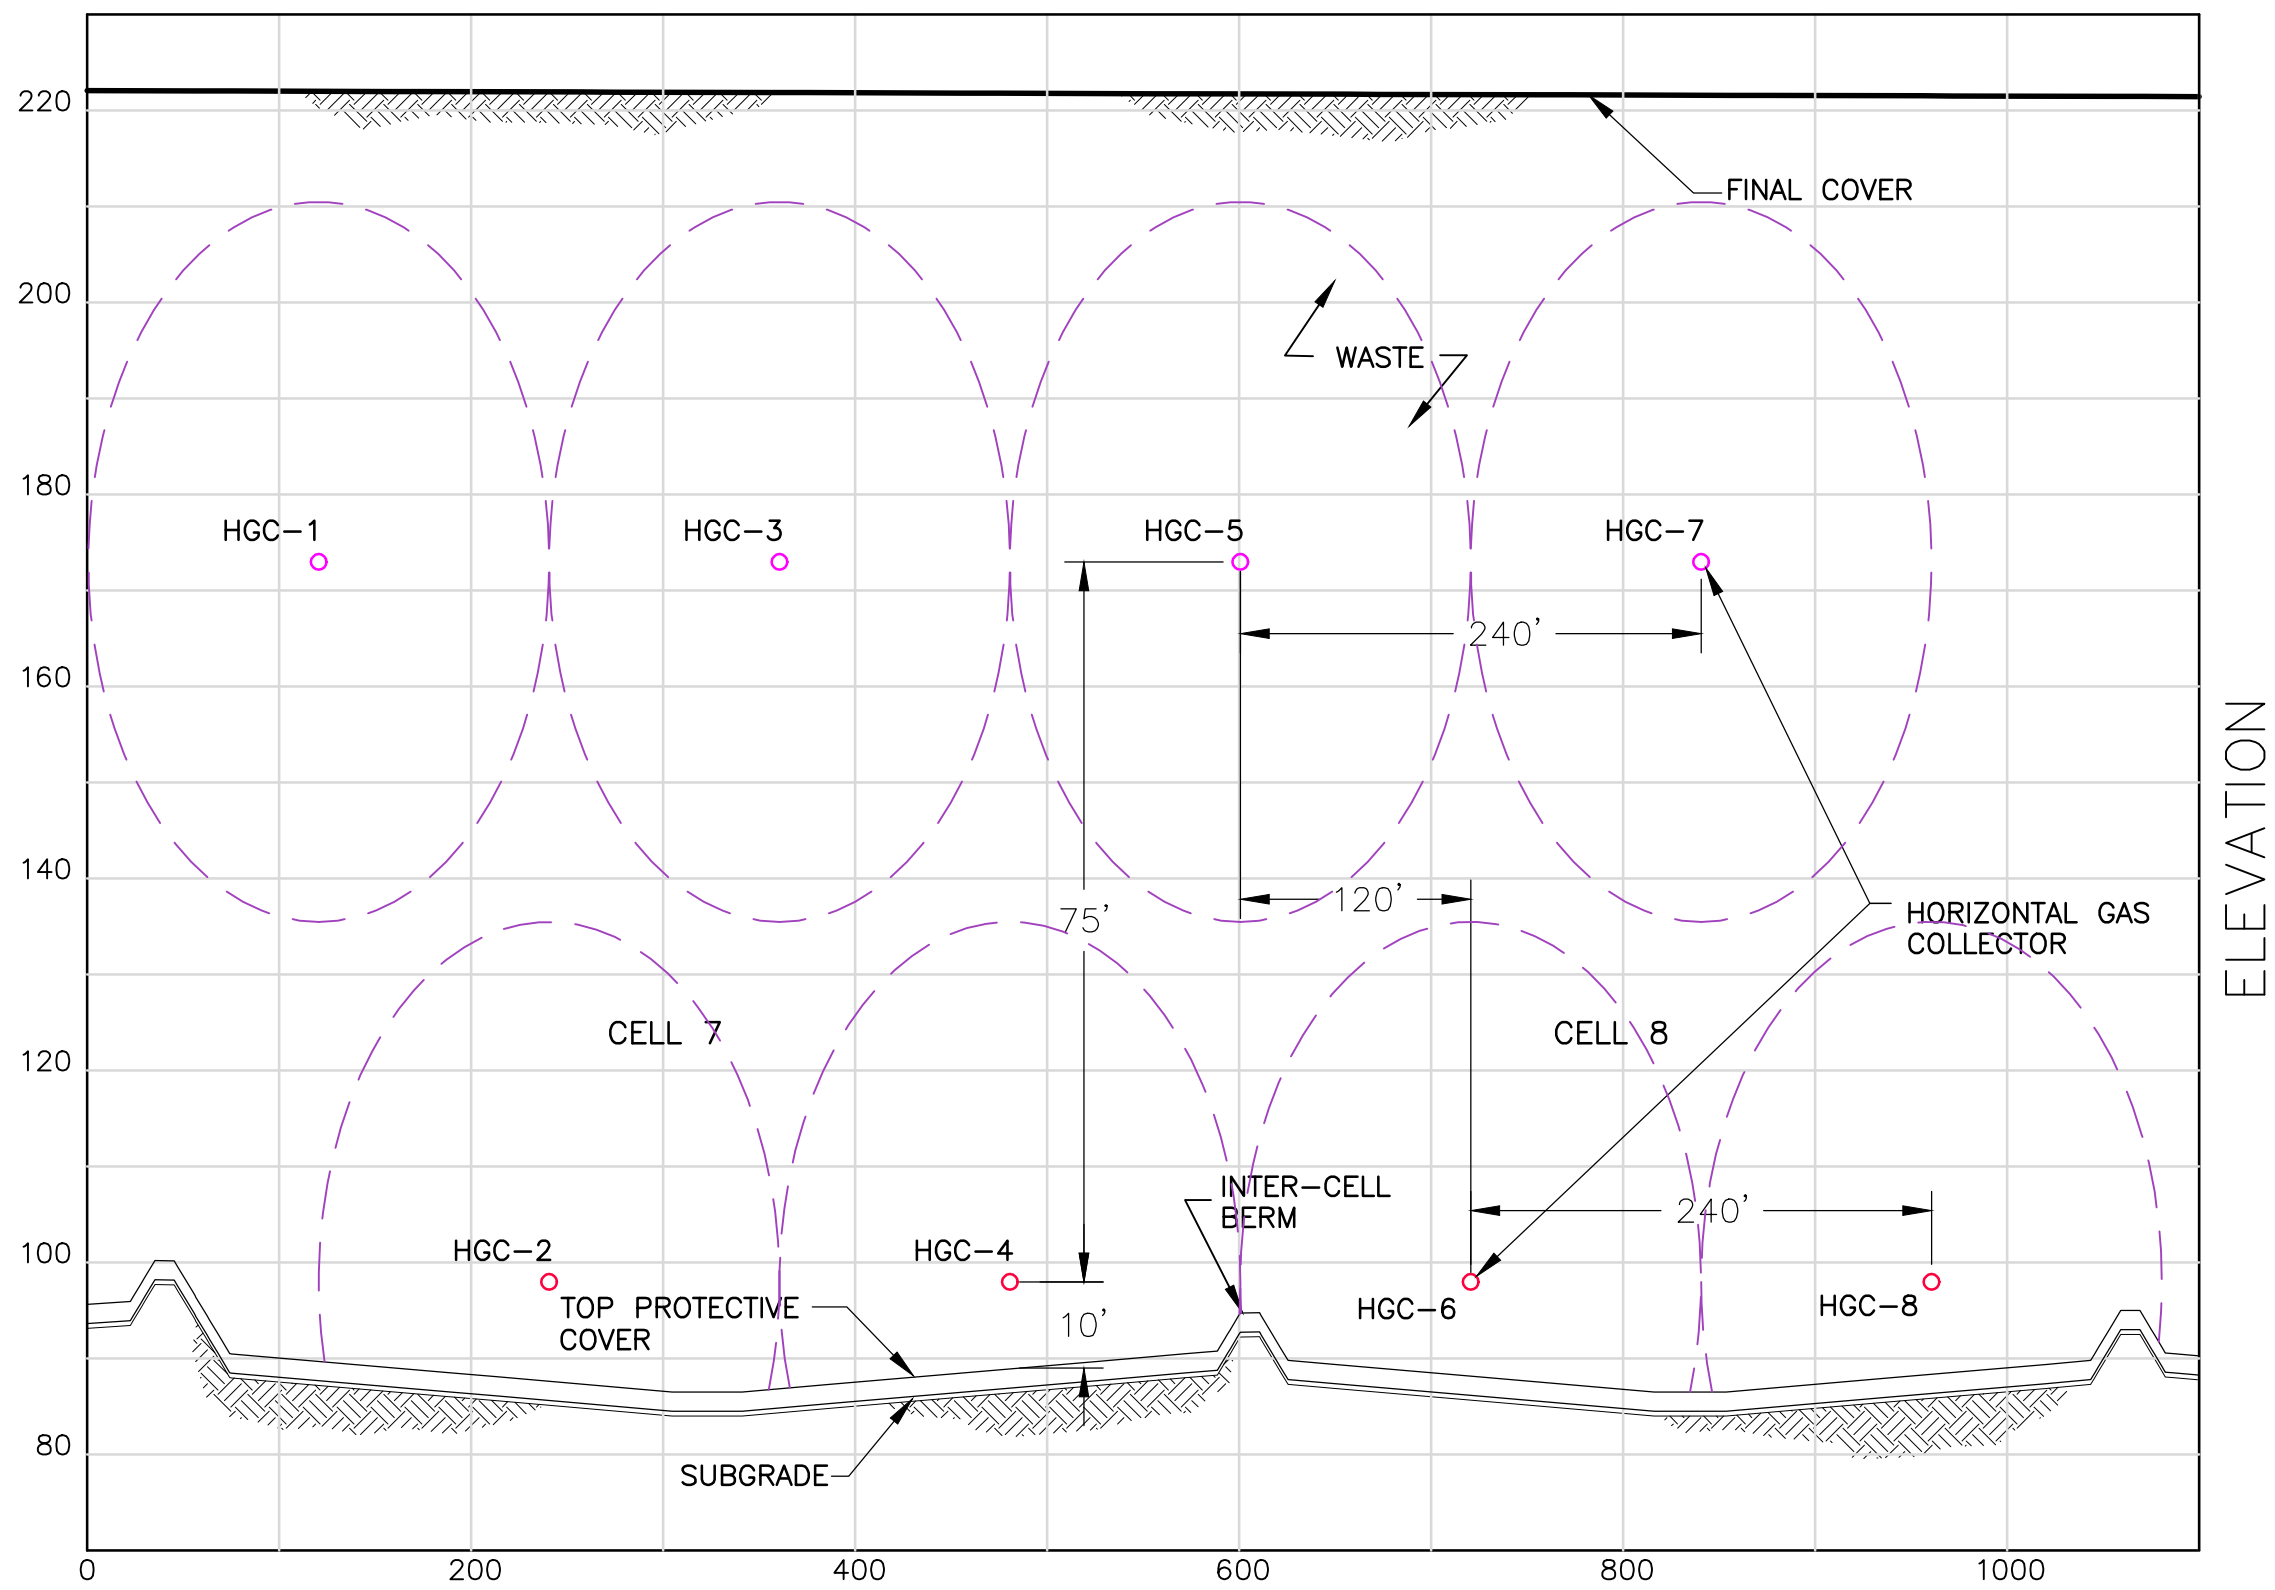 220
FINAL COVER
200
WASTE
180
HGC-1
HGC-3
HGC-5
HGC-7
240'
160
ELEVATION
140
120'
75'
HORIZONTAL GAS
COLLECTOR
CELL 7
CELL 8
120
INTER-CELL
BERM
240'
100
HGC-2
HGC-4
HGC-6
HGC-8
TOP PROTECTIVE
COVER
10'
80
SUBGRADE
0
200
400
600
800
1000